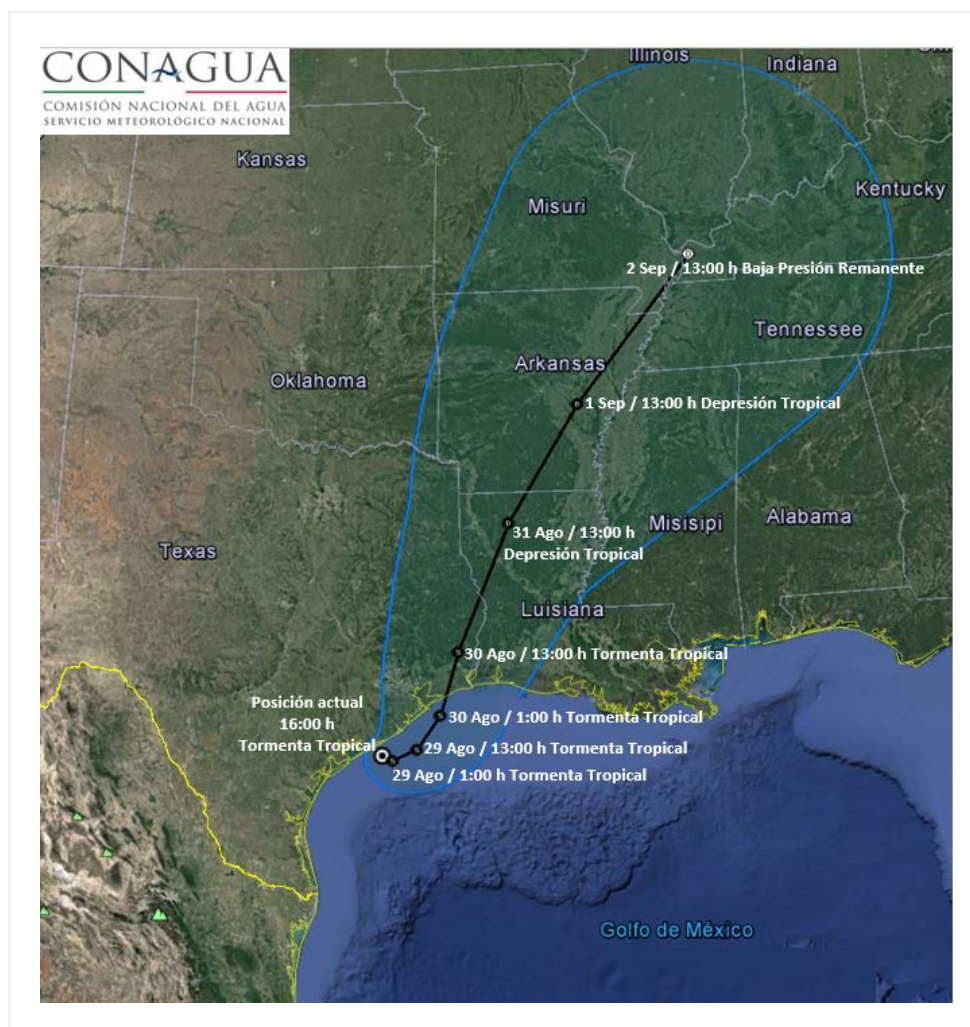 CONAGUA
COMISIÓN NACIONAL DEL AGUA
SERVICIO METEOROLÓGICO NACIONAL
Illinois
Indiana
Kansas
Kentucky
Misuri
2 Sep / 13:00 h Baja Presión Remanente
Tennessee
Arkansas
Oklahoma
1 Sep / 13:00 h Depresión Tropical
Misisipi
Alabama
31 Ago / 13:00 h
Depresión Tropical
Texas
Luisiana
30 Ago / 13:00 h Tormenta Tropical
Posición actual
16:00 h
Tormenta Tropical
30 Ago / 1:00 h Tormenta Tropical
29 Ago / 13:00 h Tormenta Tropical
29 Ago / 1:00 h Tormenta Tropical
Golfo de México